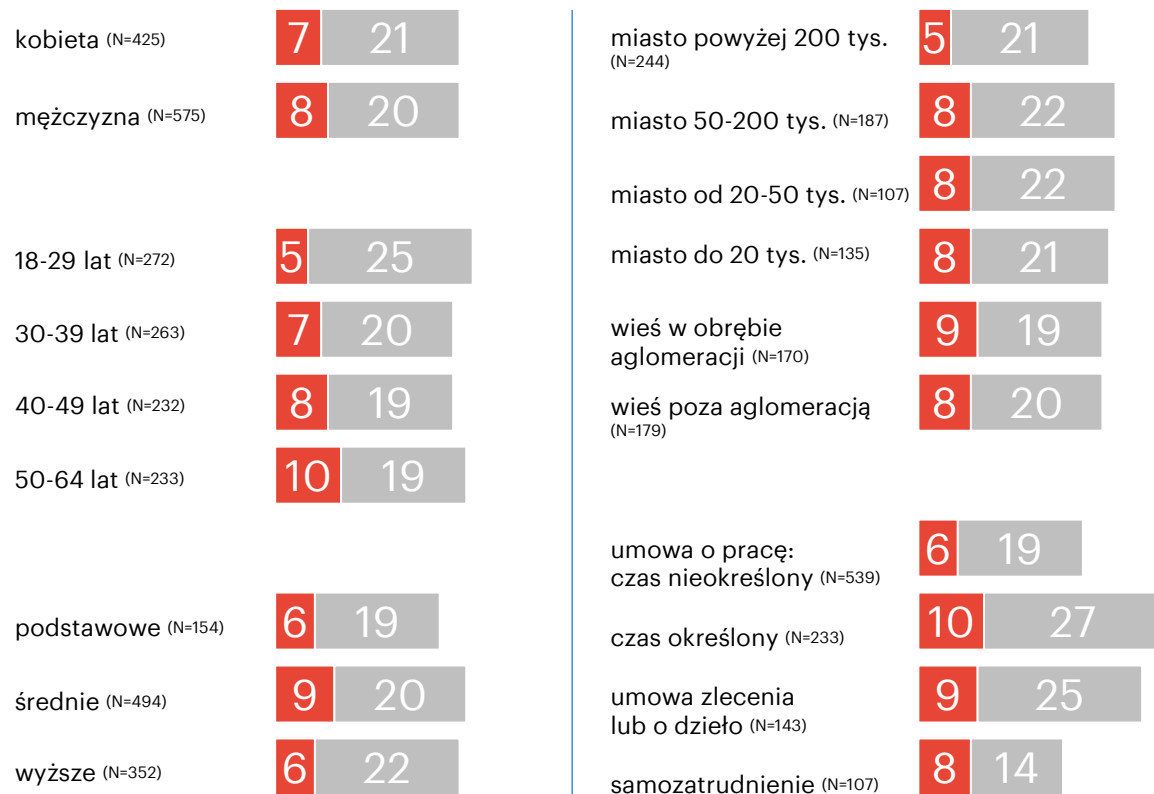 kobieta (N=425) 7 21
mężczyzna (N=575) 8 20
18-29 lat (N=272) 5 25
30-39 lat (N=263) 7 20
40-49 lat (N=232) 8 19
50-64 lat (N=233) 10 19
podstawowe (N=154) 6 19
średnie (N=494) 9 20
wyższe (N=352) 6 22
miasto powyżej 200 tys. 5 21
(N=244)
miasto 50-200 tys. (N=187) 8 22
miasto od 20-50 tys. (N=107) 8 22
miasto do 20 tys. (N=135) 8 21
wieś w obrębie 9 19
aglomeracji (N=170)
wieś poza aglomeracją 8 20
(N=179)
umowa o pracę: 6 19
czas nieokreślony (N=539)
czas określony (N=233) 10 27
umowa zlecenia 9 25
lub o dzieło (N=143)
samozatrudnienie (N=107) 8 14